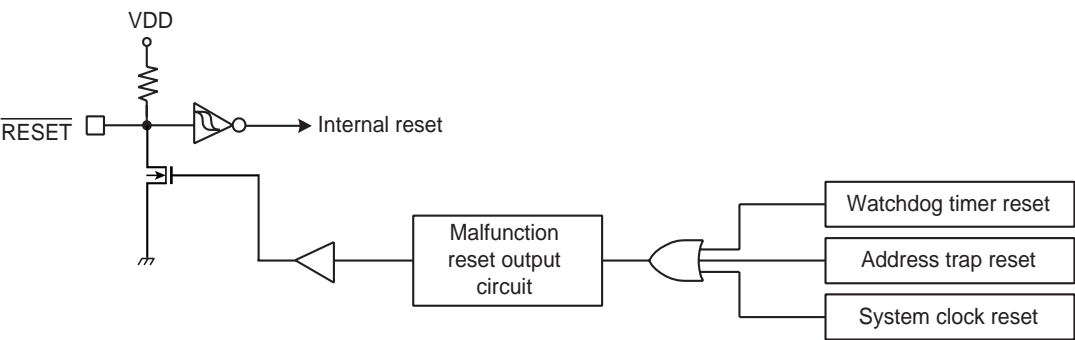 VDD
RESET
Internal reset
Watchdog timer reset
Malfunction
reset output
circuit
Address trap reset
System clock reset